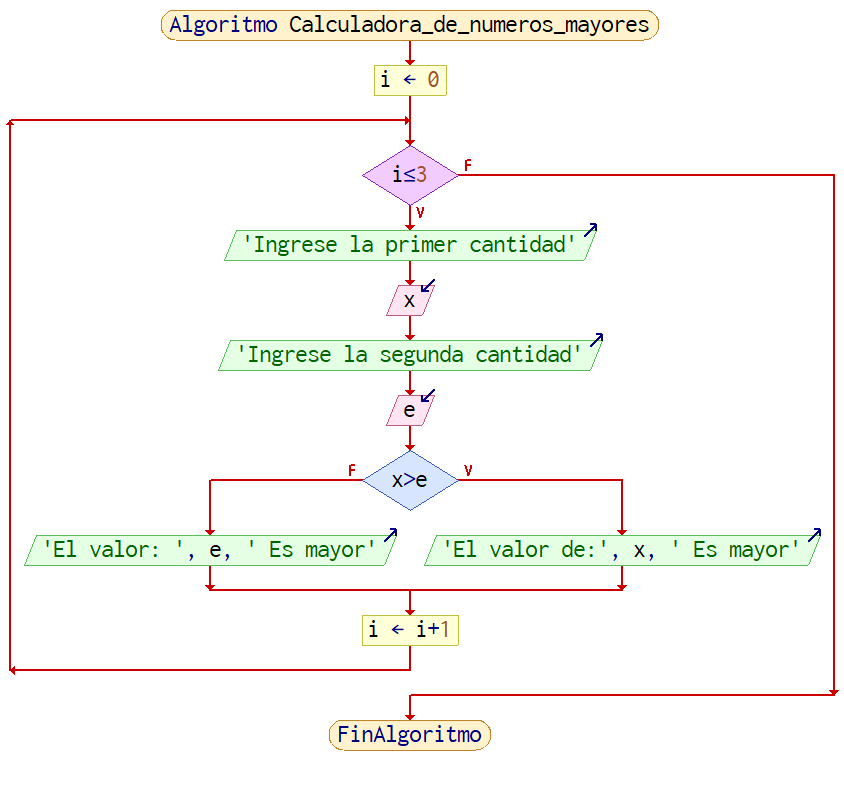 Algoritmo Calculadora_de_numeros_mayores
i ← 0
i≤3
F
V
'Ingrese la primer cantidad'
x
'Ingrese la segunda cantidad'
e
F
V
x>e
'El valor: ', e, ' Es mayor'
'El valor de:', x, ' Es mayor'
i ← i+1
FinAlgoritmo